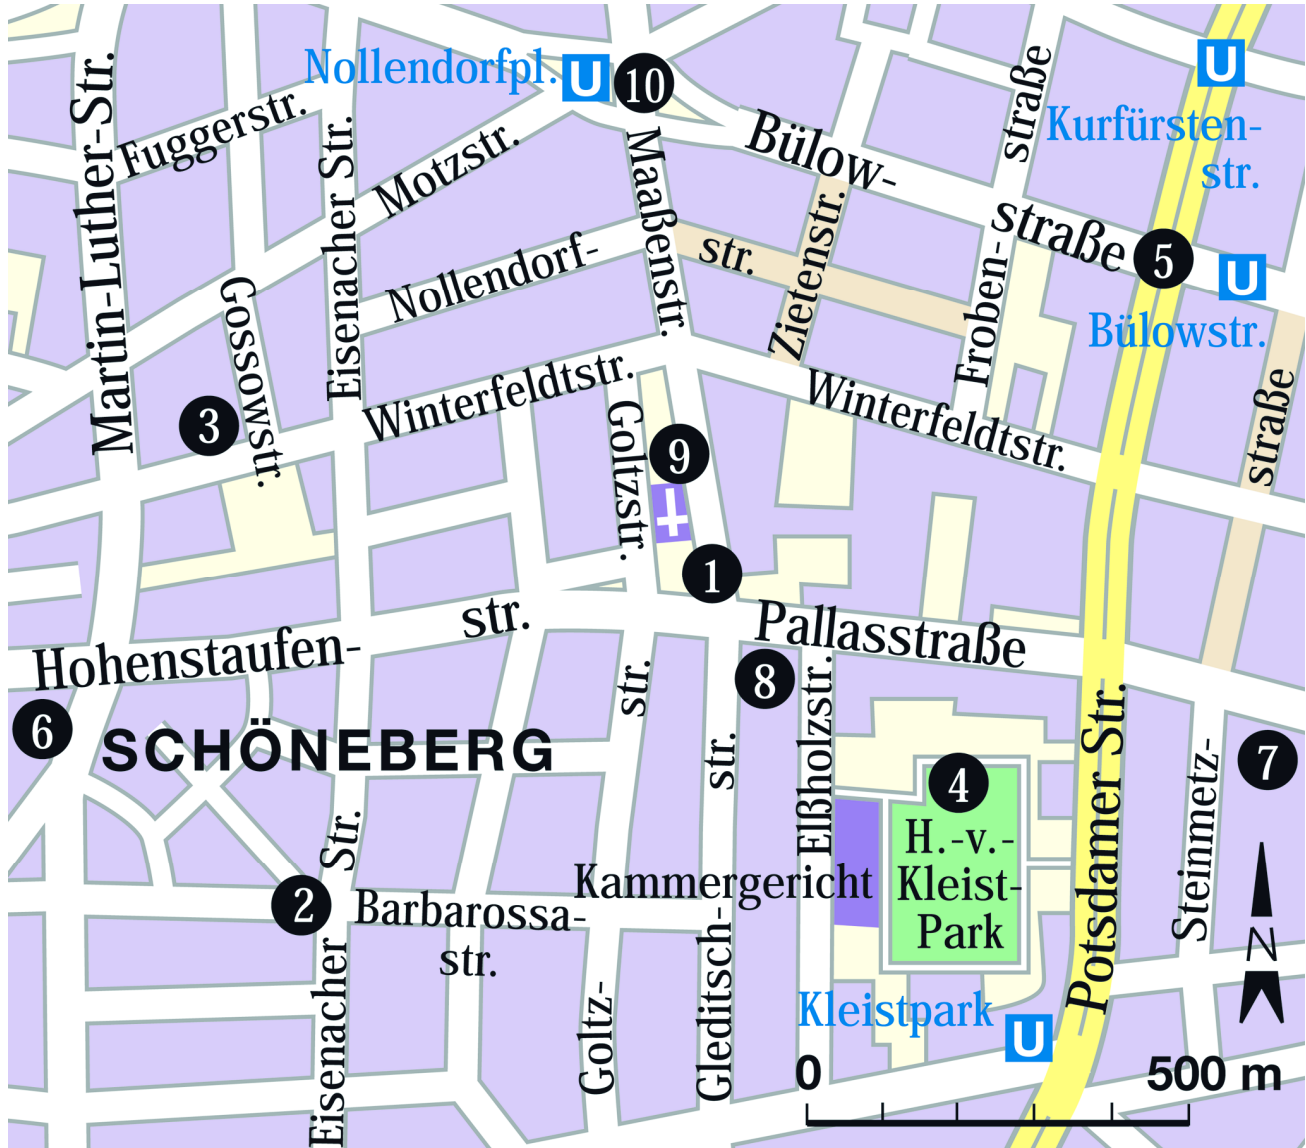 Nollendorfpl.
U
10
U
Kurfürsten-
str.
Martin-Luther-Str.
Fuggerstr.
Eisenacher Str.
Motzstr.
Maaßenstr.
Bülow-
straße
straße
Froben-
5
U
Bülowstr.
Nollendorf-
str.
Zietenstr.
Gossowstr.
3
Winterfeldtstr.
Winterfeldtstr.
Goltzstr.
9
straße
1
Hohenstaufen-
str.
Pallasstraße
6
SCHÖNEBERG
str.
str.
8
Elßholzstr.
4
H.-v.-
Kleist-
Park
Potsdamer Str.
Steinmetz-
7
Kammergericht
2
Str.
Barbarossa-
str.
Eisenacher
Goltz-
Gleditsch-
Kleistpark
U
N
0
500 m